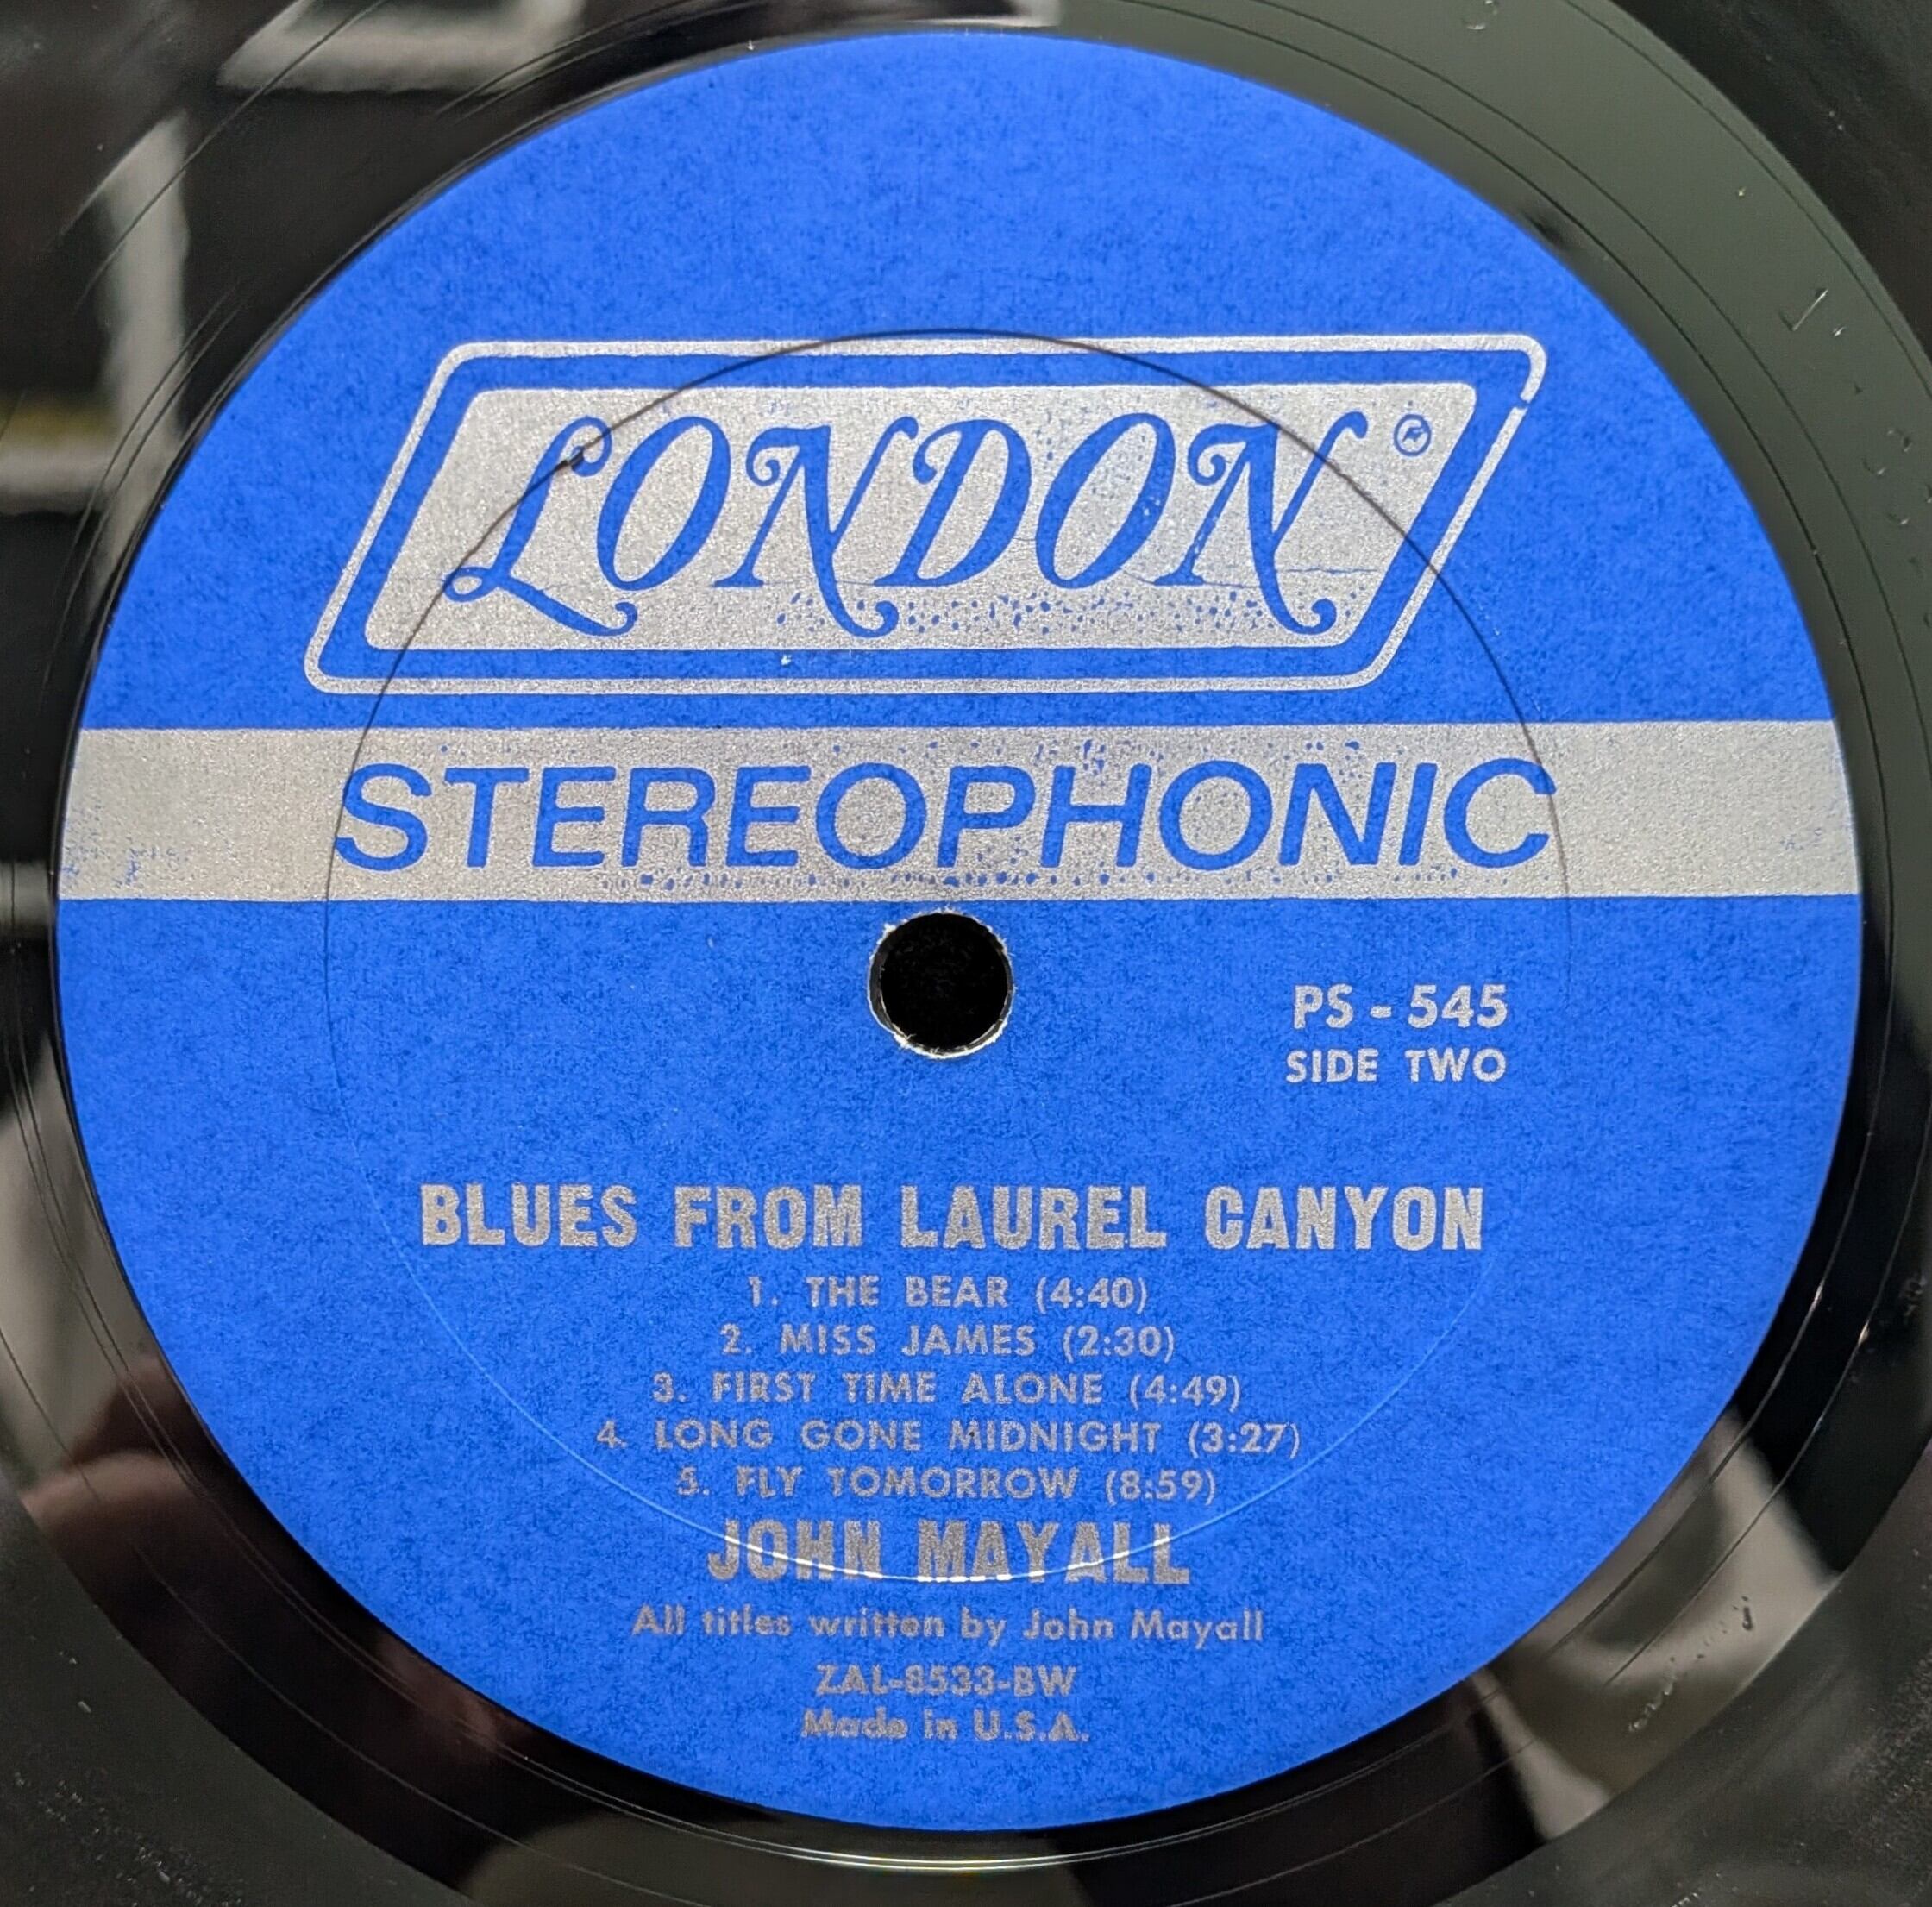 LONDON ®
STEREOPHONIC
PS - 545
SIDE TWO
BLUES FROM LAUREL CANYON
1. THE BEAR (4:40)
2. MISS JAMES (2:30)
3. FIRST TIME ALONE (4:49)
4. LONG GONE MIDNIGHT (3:27)
5. FLY TOMORROW (8:59)
JOHN MAYALL
All titles written by John Mayall
ZAL-8533-BW
Made in U.S.A.